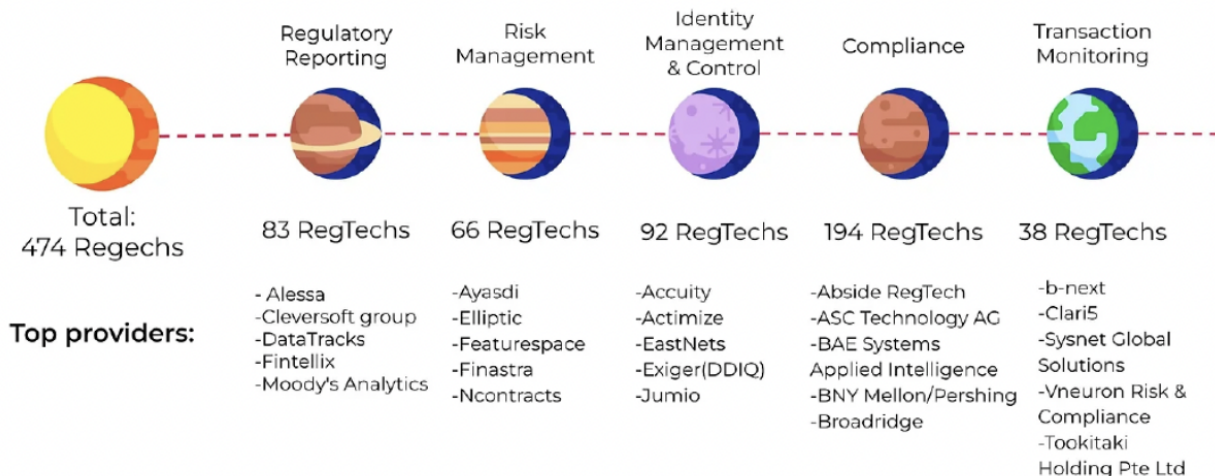 Regulatory
Reporting
Risk
Management
Identity
Management
& Control
Compliance
Transaction
Monitoring
Total:
474 Regechs
83 RegTechs
66 RegTechs
92 RegTechs
194 RegTechs
38 RegTechs
Top providers:
- Alessa
-Cleversoft group
-DataTracks
-Fintellix
-Moody's Analytics
-Ayasdi
-Elliptic
-Featurespace
-Finastra
-Ncontracts
-Accuity
-Actimize
-EastNets
-Exiger(DDIQ)
-Jumio
-Abside RegTech
-ASC Technology AG
-BAE Systems
Applied Intelligence
-BNY Mellon/Pershing
-Broadridge
-b-next
-Clari5
-Sysnet Global
Solutions
-Vneuron Risk &
Compliance
-Tookitaki
Holding Pte Ltd